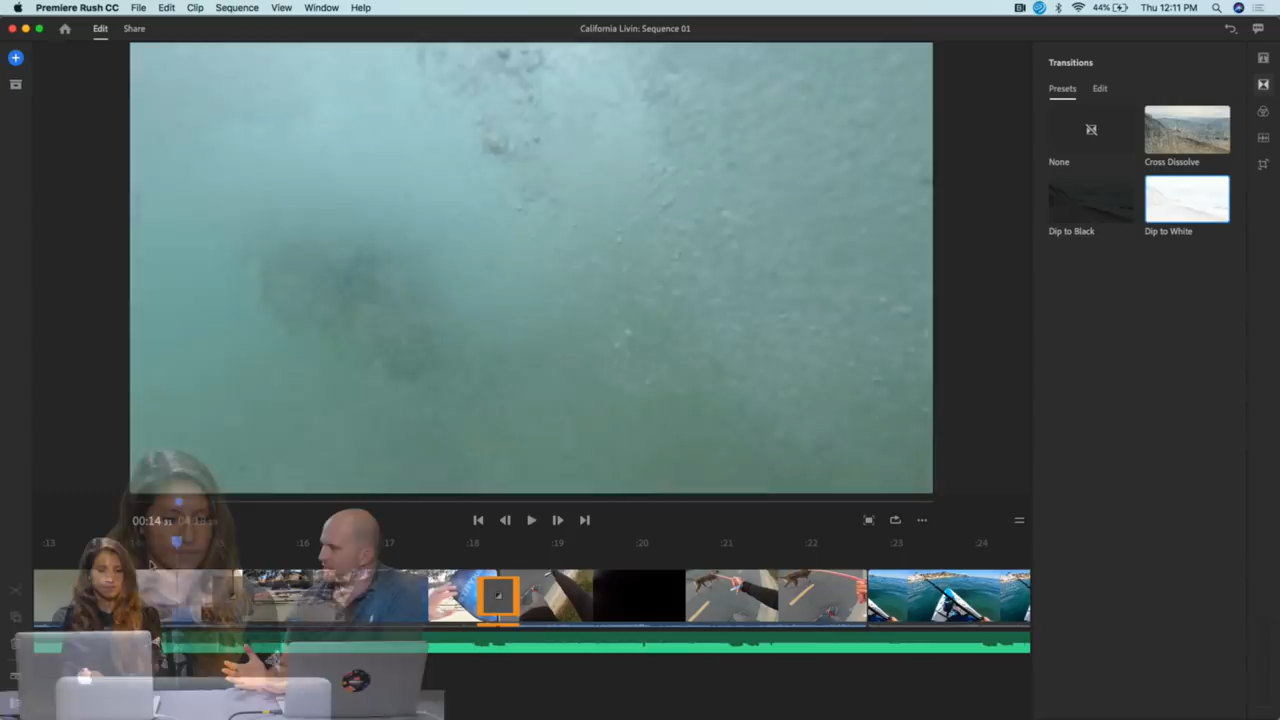 Premiere Rush CC File Edit Clip Sequence View Window Help 44% Thu 12:11 PM
Edit Share California Livin: Sequence 01
Transitions
Presets Edit
None Cross Dissolve
Dip to Black Dip to White
00:14
:13 :16 :17 :18 :19 :20 :21 :22 :23 :24